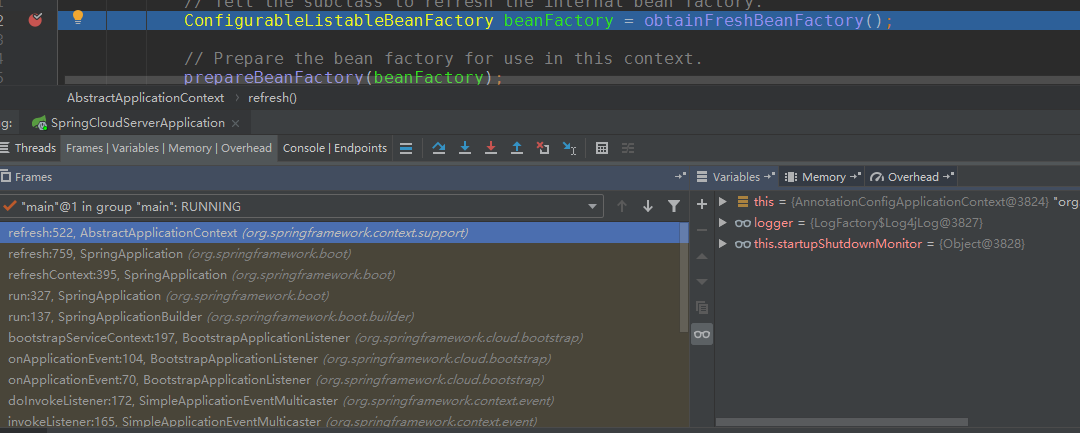 // Tell the subclass to refresh the internal bean factory.
2 ConfigurableListableBeanFactory beanFactory = obtainFreshBeanFactory();
3
4 // Prepare the bean factory for use in this context.
5 prepareBeanFactory(beanFactory);
AbstractApplicationContext › refresh()
ng: SpringCloudServerApplication ×
Threads Frames | Variables | Memory | Overhead Console | Endpoints
Frames Variables Memory Overhead
"main"@1 in group "main": RUNNING
refresh:522, AbstractApplicationContext (org.springframework.context.support)
refresh:759, SpringApplication (org.springframework.boot)
refreshContext:395, SpringApplication (org.springframework.boot)
run:327, SpringApplication (org.springframework.boot)
run:137, SpringApplicationBuilder (org.springframework.boot.builder)
bootstrapServiceContext:197, BootstrapApplicationListener (org.springframework.cloud.bootstrap)
onApplicationEvent:104, BootstrapApplicationListener (org.springframework.cloud.bootstrap)
onApplicationEvent:70, BootstrapApplicationListener (org.springframework.cloud.bootstrap)
doInvokeListener:172, SimpleApplicationEventMulticaster (org.springframework.context.event)
invokeListener:165, SimpleApplicationEventMulticaster (org.springframework.context.event)
this = {AnnotationConfigApplicationContext@3824} "org.
logger = {LogFactory$Log4jLog@3827}
this.startupShutdownMonitor = {Object@3828}